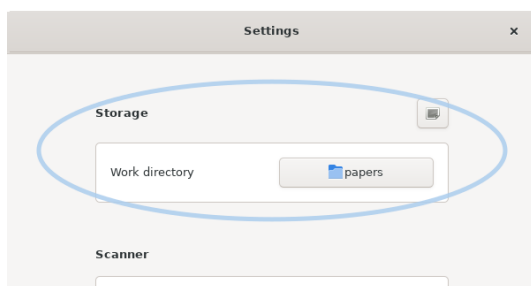 Settings
Storage
Work directory
papers
Scanner